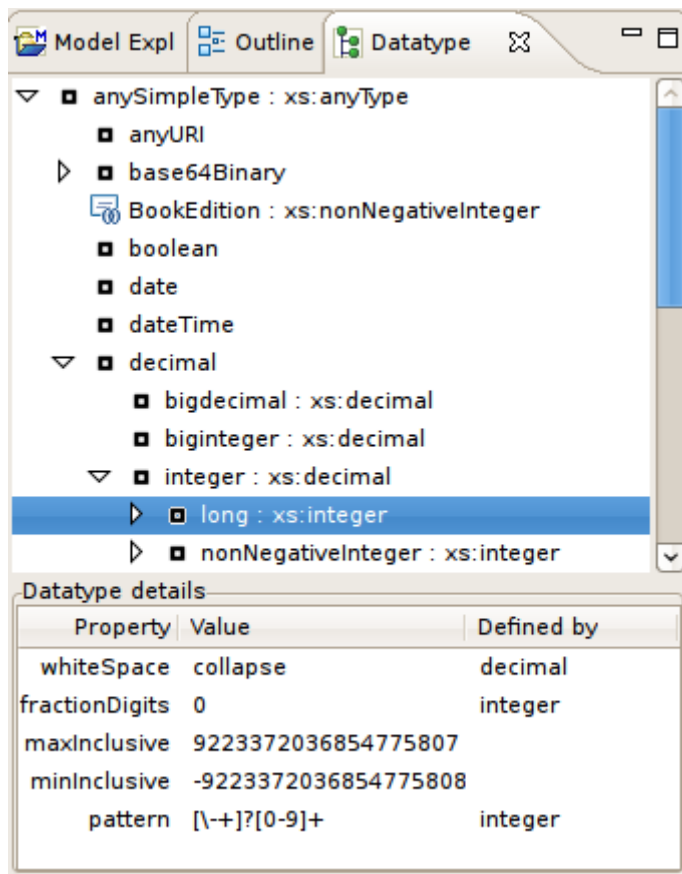 Model Expl Outline Datatype
anySimpleType : xs:anyType
anyURI
base64Binary
BookEdition : xs:nonNegativeInteger
boolean
date
dateTime
decimal
bigdecimal : xs:decimal
biginteger : xs:decimal
integer : xs:decimal
long : xs:integer
nonNegativeInteger : xs:integer
Datatype details
Property Value Defined by
whiteSpace collapse decimal
fractionDigits 0 integer
maxInclusive 9223372036854775807
minInclusive -9223372036854775808
pattern [\-+]?[0-9]+ integer